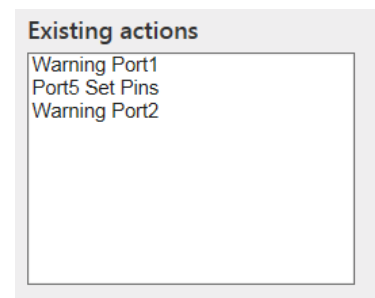 Existing actions
Warning Port1
Port5 Set Pins
Warning Port2